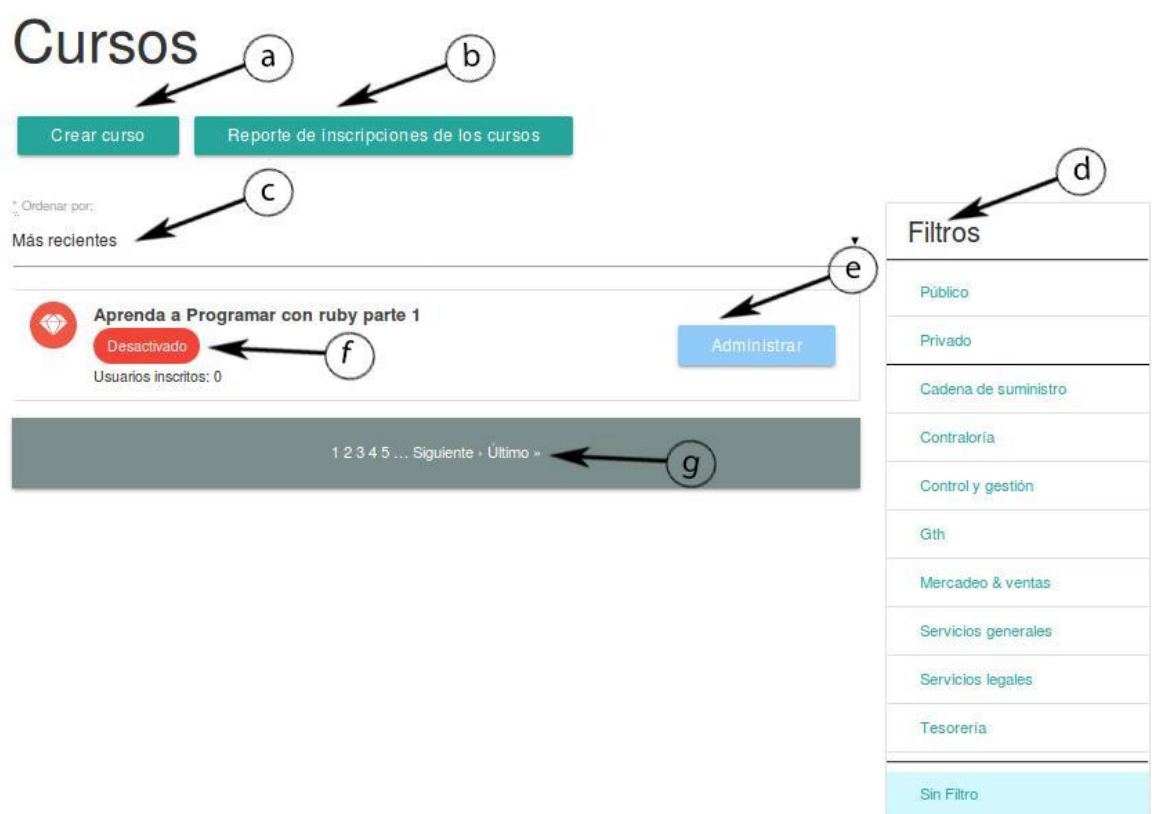 Cursos
a
b
Crear curso
Reporte de inscripciones de los cursos
c
d
* Ordenar por:
Más recientes
Filtros
e
Aprenda a Programar con ruby parte 1
Desactivado
f
Usuarios inscritos: 0
Administrar
1 2 3 4 5 … Siguiente › Último »
g
Público
Privado
Cadena de suministro
Contraloría
Control y gestión
Gth
Mercadeo & ventas
Servicios generales
Servicios legales
Tesorería
Sin Filtro